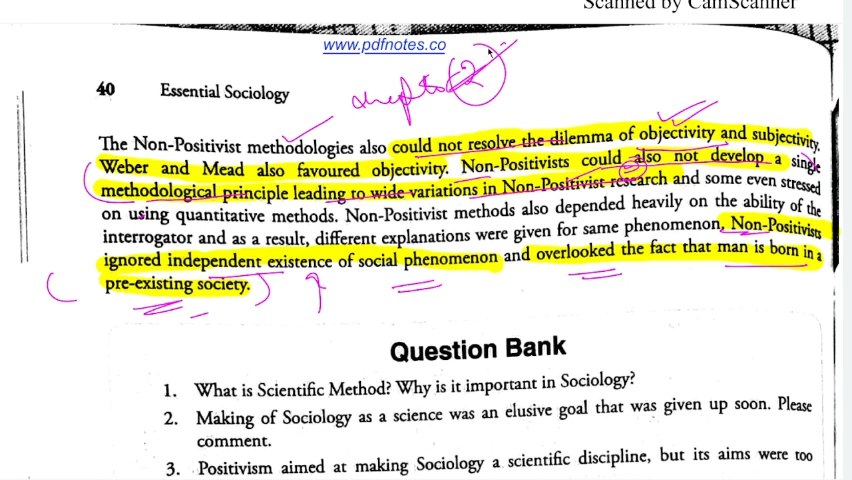 Scanned by CamScanner
www.pdfnotes.co
40 Essential Sociology
The Non-Positivist methodologies also could not resolve the dilemma of objectivity and subjectivity.
Weber and Mead also favoured objectivity. Non-Positivists could also not develop a single
methodological principle leading to wide variations in Non-Positivist research and some even stressed
on using quantitative methods. Non-Positivist methods also depended heavily on the ability of the
interrogator and as a result, different explanations were given for same phenomenon. Non-Positivists
ignored independent existence of social phenomenon and overlooked the fact that man is born in a
pre-existing society.
Question Bank
1. What is Scientific Method? Why is it important in Sociology?
2. Making of Sociology as a science was an elusive goal that was given up soon. Please
comment.
3. Positivism aimed at making Sociology a scientific discipline, but its aims were too